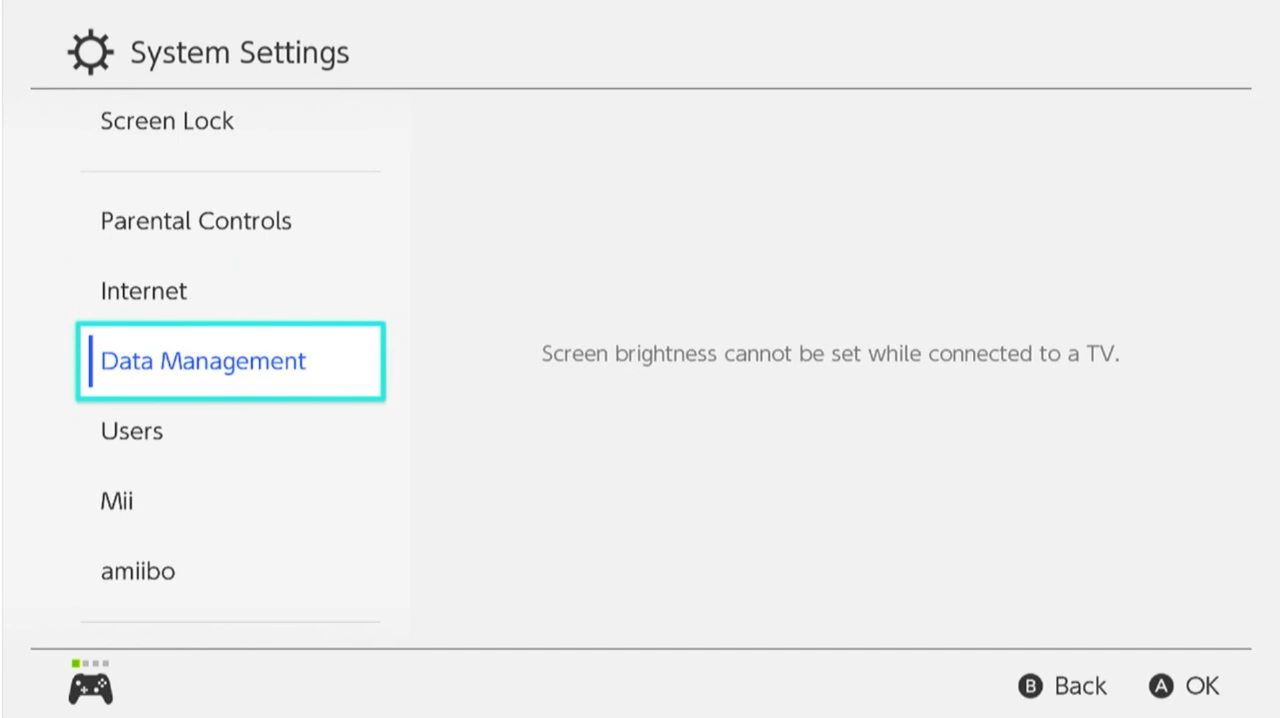 System Settings
Screen Lock
Parental Controls
Internet
Data Management
Users
Mii
amiibo
Screen brightness cannot be set while connected to a TV.
B Back
A OK